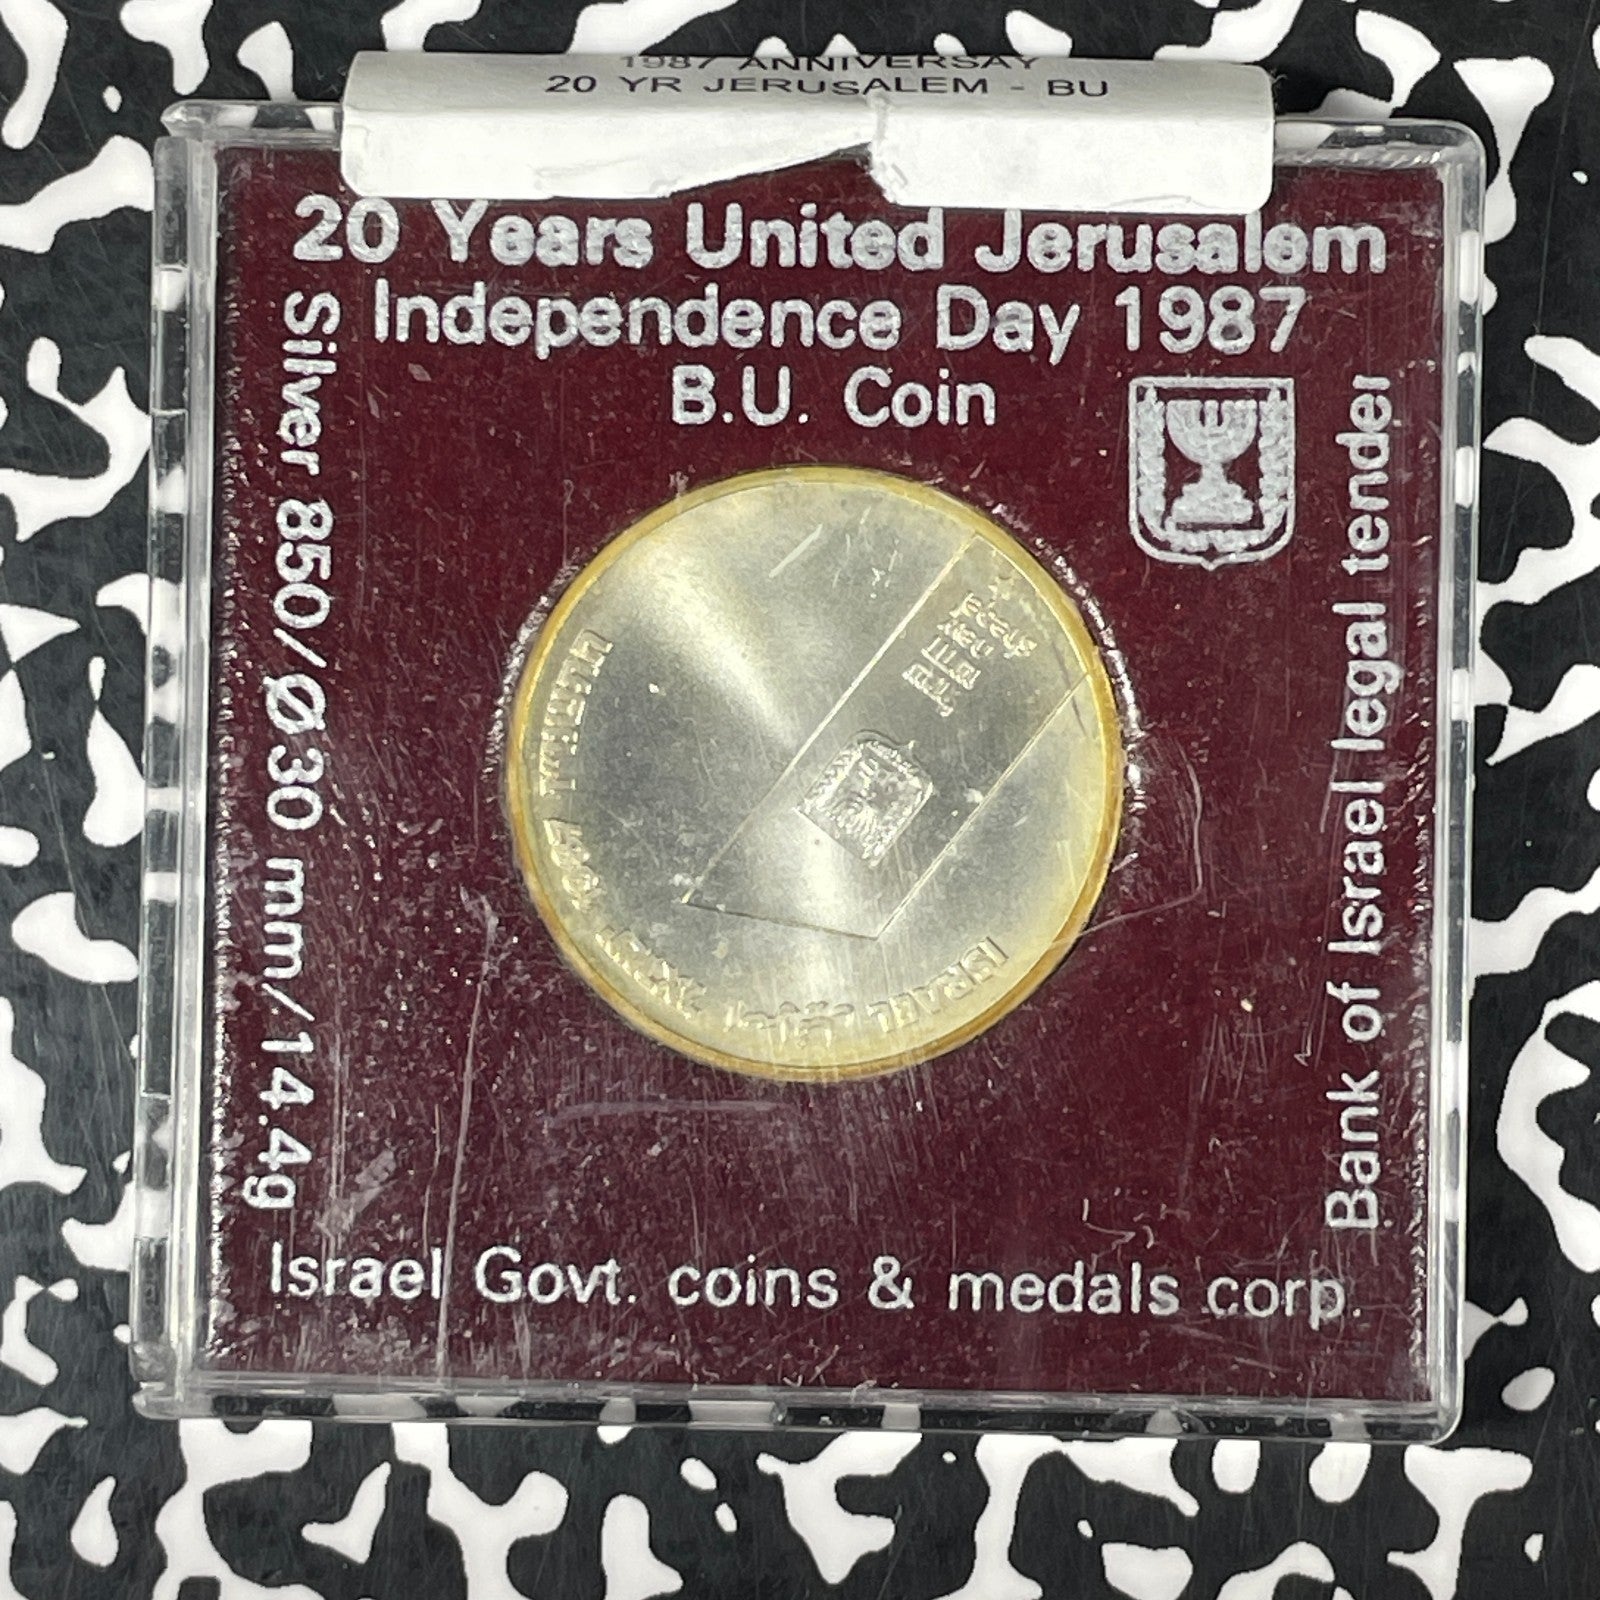 1987 ANNIVERSAY
20 YR JERUSALEM - BU
20 Years United Jerusalem
Independence Day 1987
B.U. Coin
Silver 850/Ø30 mm/14.4g
Bank of Israel legal tender
Israel Govt. coins & medals corp.